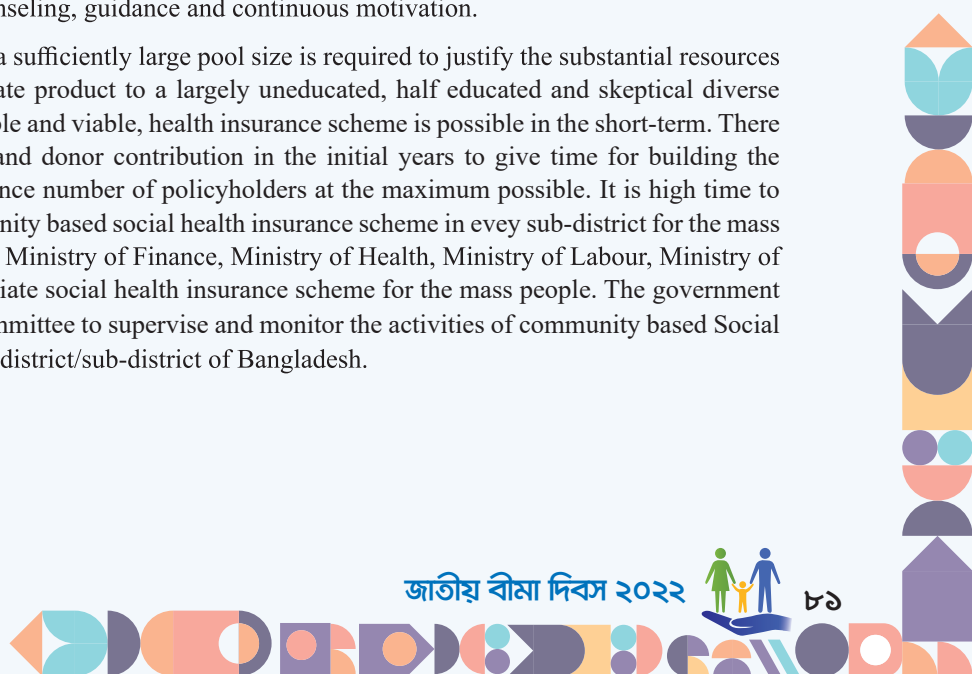 nseling, guidance and continuous motivation.
a sufficiently large pool size is required to justify the substantial resources
ate product to a largely uneducated, half educated and skeptical diverse
ole and viable, health insurance scheme is possible in the short-term. There
and donor contribution in the initial years to give time for building the
nce number of policyholders at the maximum possible. It is high time to
nity based social health insurance scheme in evey sub-district for the mass
Ministry of Finance, Ministry of Health, Ministry of Labour, Ministry of
iate social health insurance scheme for the mass people. The government
mmittee to supervise and monitor the activities of community based Social
district/sub-district of Bangladesh.
জাতীয় বীমা দিবস ২০২২
৮১